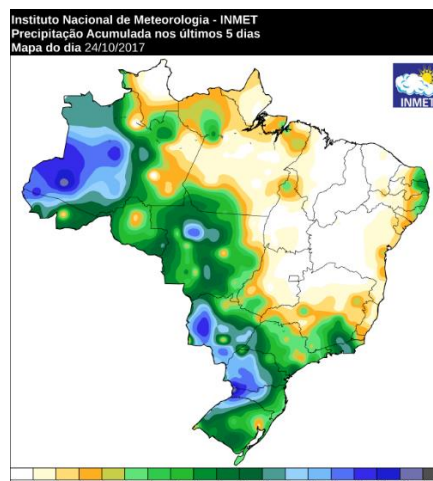 Instituto Nacional de Meteorologia - INMET
Precipitação Acumulada nos últimos 5 dias
Mapa do dia 24/10/2017
INMET